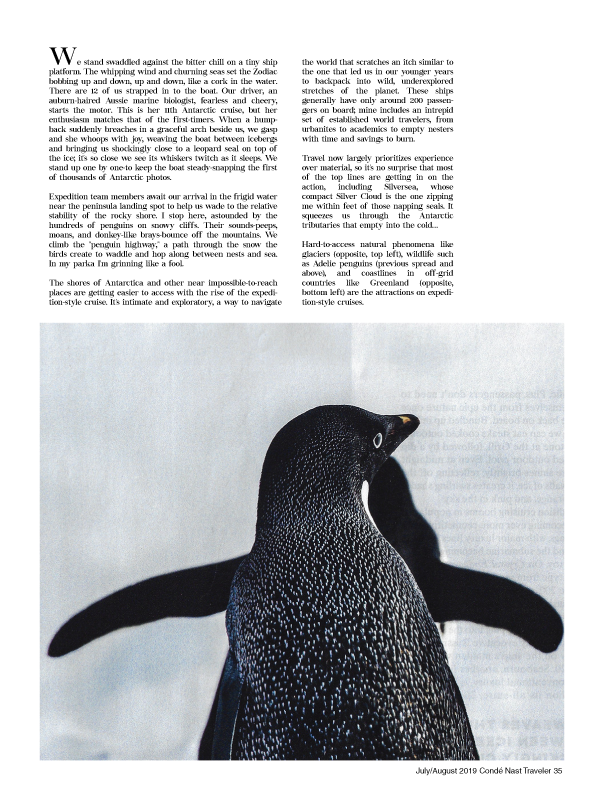 We stand swaddled against the bitter chill on a tiny ship
platform. The whipping wind and churning seas set the Zodiac
bobbing up and down, up and down, like a cork in the water.
There are 12 of us strapped in to the boat. Our driver, an
auburn-haired Aussie marine biologist, fearless and cheery,
starts the motor. This is her 11th Antarctic cruise, but her
enthusiasm matches that of the first-timers. When a hump-
back suddenly breaches in a graceful arch beside us, we gasp
and she whoops with joy, weaving the boat between icebergs
and bringing us shockingly close to a leopard seal on top of
the ice; it's so close we see its whiskers twitch as it sleeps. We
stand up one by one-to keep the boat steady-snapping the first
of thousands of Antarctic photos.
Expedition team members await our arrival in the frigid water
near the peninsula landing spot to help us wade to the relative
stability of the rocky shore. I stop here, astounded by the
hundreds of penguins on snowy cliffs. Their sounds-peeps,
moans, and donkey-like brays-bounce off the mountains. We
climb the "penguin highway," a path through the snow the
birds create to waddle and hop along between nests and sea.
In my parka I'm grinning like a fool.
The shores of Antarctica and other near impossible-to-reach
places are getting easier to access with the rise of the expedi-
tion-style cruise. It's intimate and exploratory, a way to navigate
the world that scratches an itch similar to
the one that led us in our younger years
to backpack into wild, underexplored
stretches of the planet. These ships
generally have only around 200 passen-
gers on board; mine includes an intrepid
set of established world travelers, from
urbanites to academics to empty nesters
with time and savings to burn.
Travel now largely prioritizes experience
over material, so it's no surprise that most
of the top lines are getting in on the
action, including Silversea, whose
compact Silver Cloud is the one zipping
me within feet of those napping seals. It
squeezes us through the Antarctic
tributaries that empty into the cold...
Hard-to-access natural phenomena like
glaciers (opposite, top left), wildlife such
as Adelie penguins (previous spread and
above), and coastlines in off-grid
countries like Greenland (opposite,
bottom left) are the attractions on expedi-
tion-style cruises.
July/August 2019 Condé Nast Traveler 35